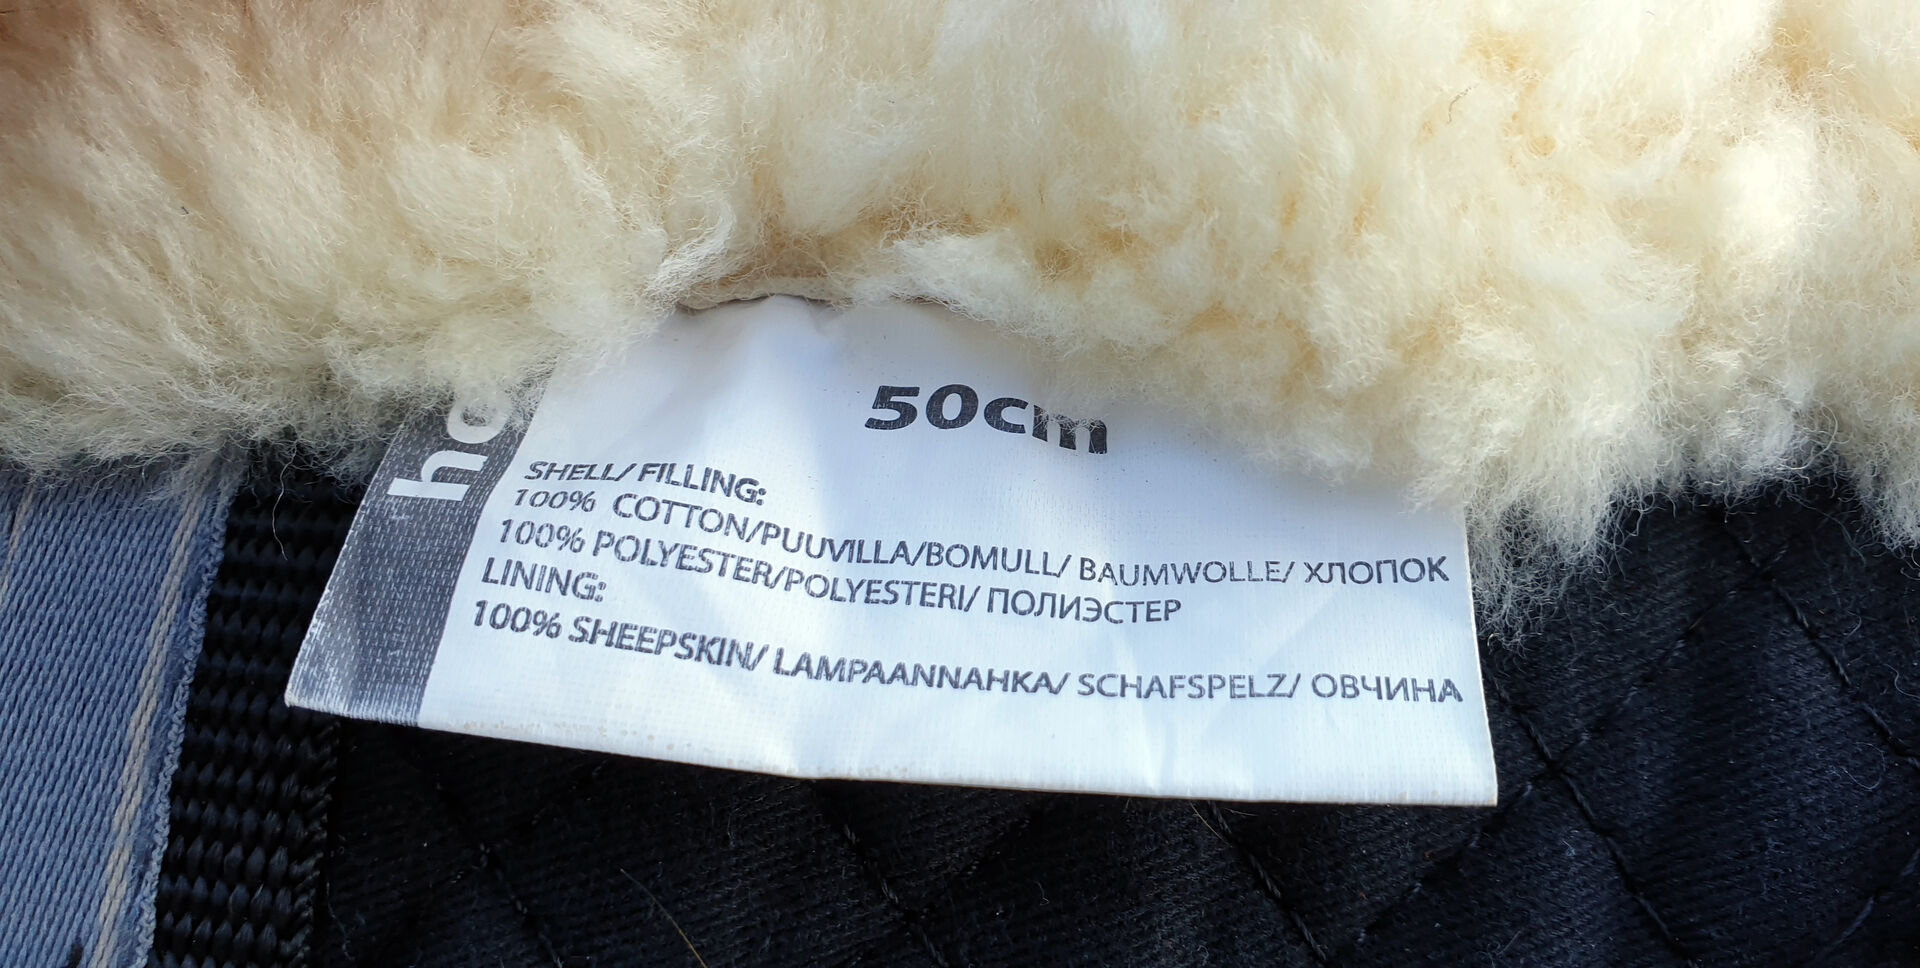 50cm
SHELL/ FILLING:
100% COTTON/PUUVILLA/BOMULL/ BAUMWOLLE/ ХЛОПОК
100% POLYESTER/POLYESTERI/ ПОЛИЭСТЕР
LINING:
100% SHEEPSKIN/ LAMPAANNAHKA/ SCHAFSPELZ/ ОВЧИНА